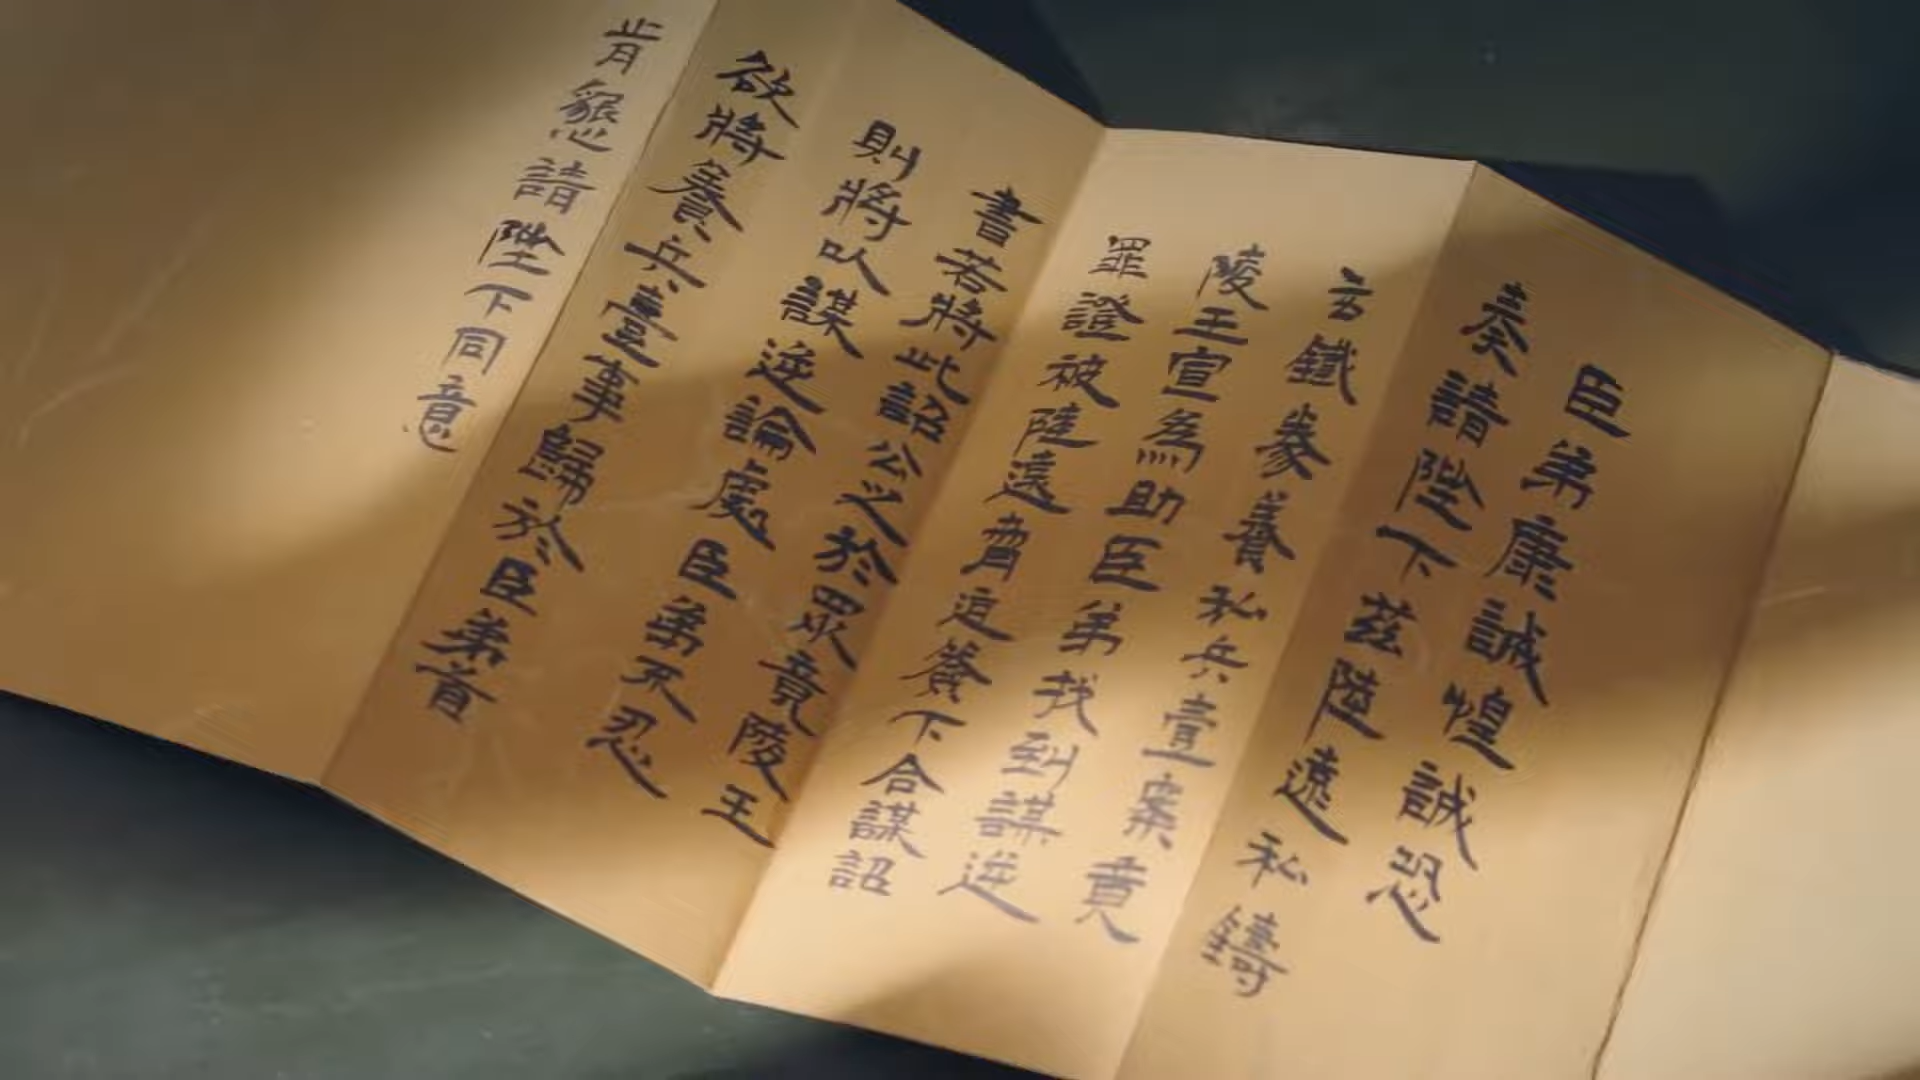 臣弟康誠惶誠恐
奏請陛下茲陸遠私鑄
玄鐵豢養私兵壹案竟
陵王宣為助臣弟找到謀逆
罪證被陸遠脅迫簽下合謀詔
書若將此詔公之於眾竟陵王
則將以謀逆論處臣弟不忍
欲將養兵壹事歸於臣弟首
肯懇請陛下同意